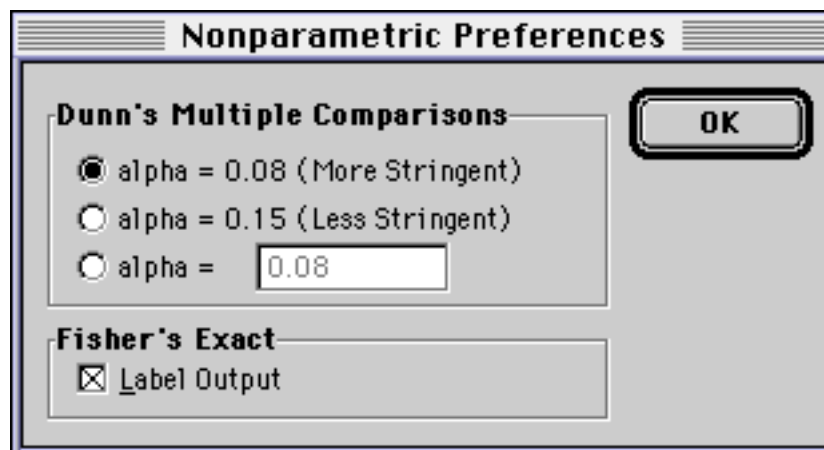 Nonparametric Preferences
Dunn's Multiple Comparisons
OK
alpha = 0.08 (More Stringent)
alpha = 0.15 (Less Stringent)
alpha = 0.08
Fisher's Exact
Label Output